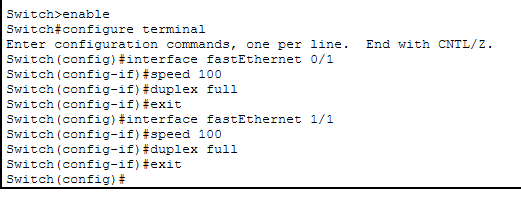 Switch>enable
Switch#configure terminal
Enter configuration commands, one per line.  End with CNTL/Z.
Switch(config)#interface fastEthernet 0/1
Switch(config-if)#speed 100
Switch(config-if)#duplex full
Switch(config-if)#exit
Switch(config)#interface fastEthernet 1/1
Switch(config-if)#speed 100
Switch(config-if)#duplex full
Switch(config-if)#exit
Switch(config)#